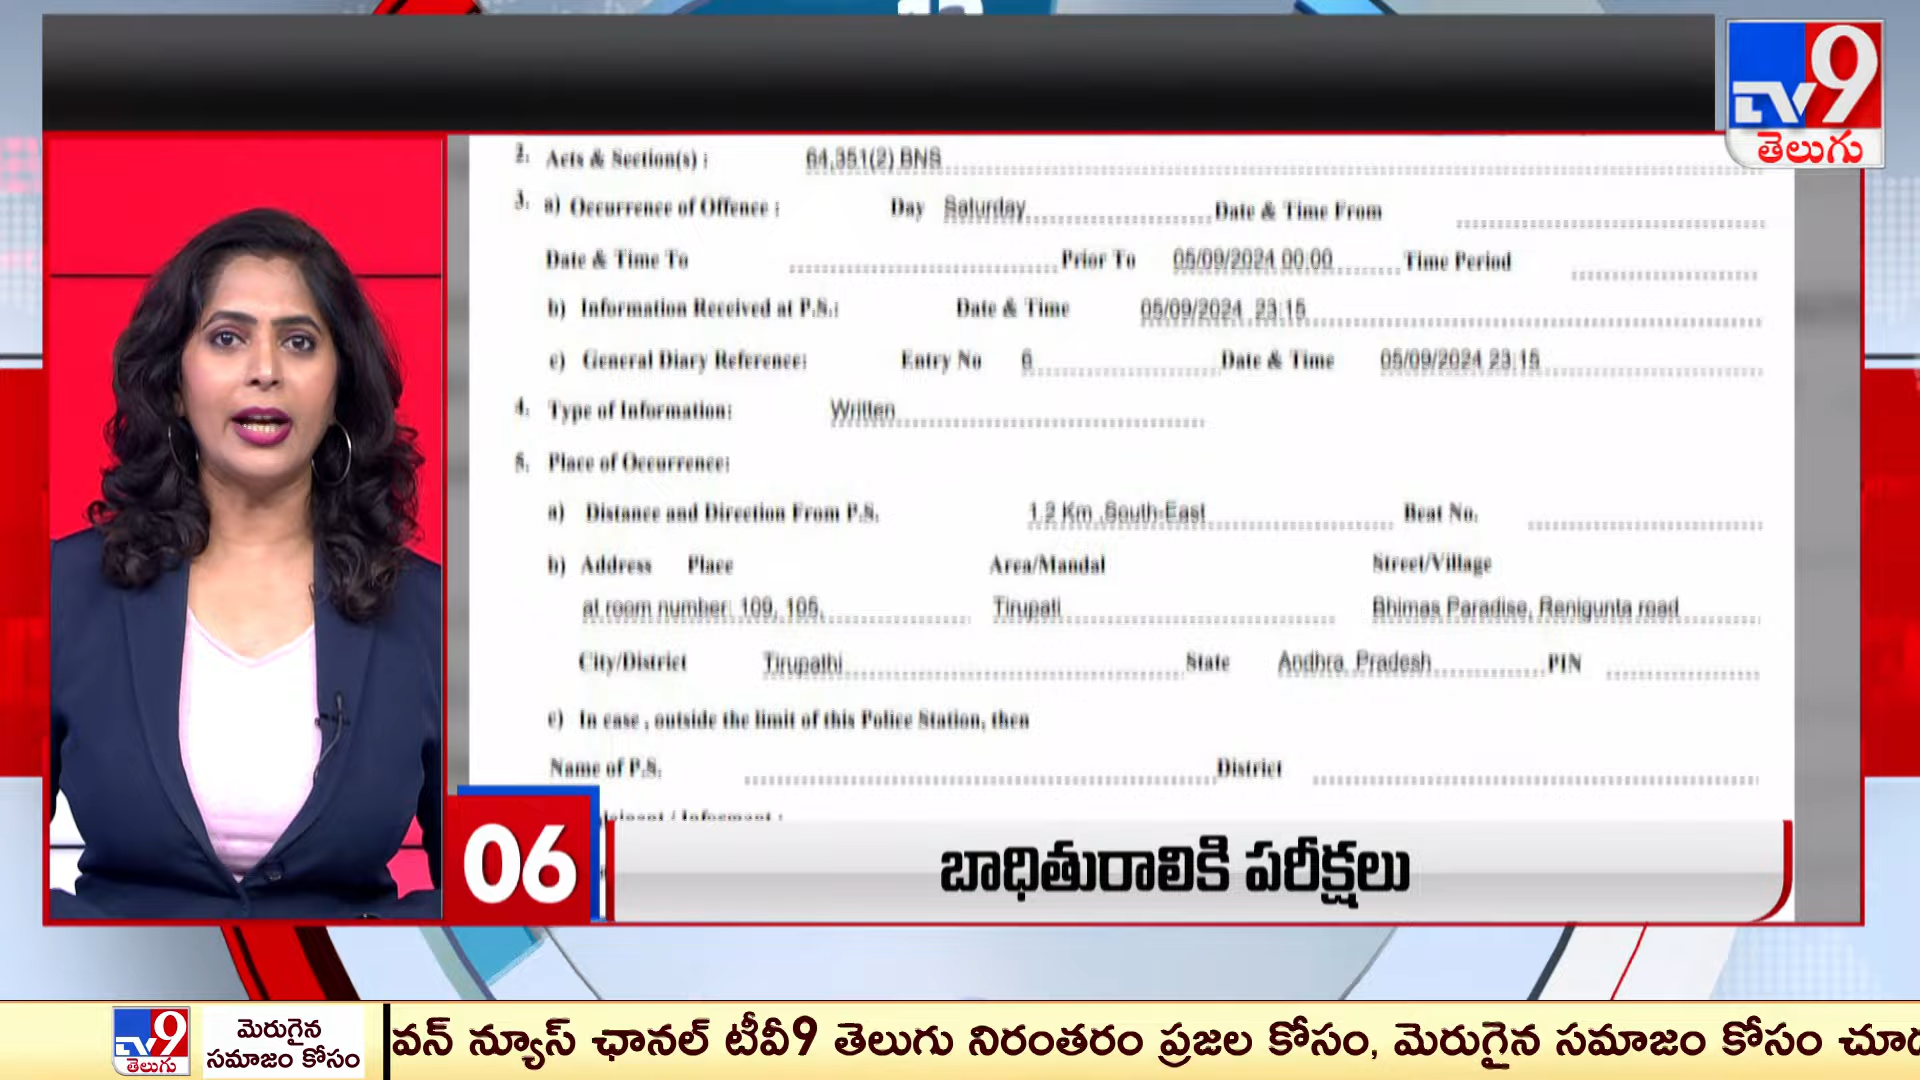 TV9
తెలుగు
2. Acts & Section(s) : 64,351(2) BNS
3. a) Occurrence of Offence : Day Saturday Date & Time From
Date & Time To Prior To 05/09/2024 00:00 Time Period
b) Information Received at P.S.: Date & Time 05/09/2024 23:15
c) General Diary Reference: Entry No 6 Date & Time 05/09/2024 23:15
4. Type of Information: Written
5. Place of Occurrence:
a) Distance and Direction From P.S. 1.2 Km ,South-East Beat No.
b) Address Place Area/Mandal Street/Village
at room number: 109, 105, Tirupati Bhimas Paradise, Renigunta road
City/District Tirupathi State Andhra Pradesh PIN
c) In case , outside the limit of this Police Station, then
Name of P.S. District
06 బాధితురాలికి పరీక్షలు
TV9
తెలుగు
మెరుగైన
సమాజం కోసం
వన్ న్యూస్ ఛానల్ టీవీ9 తెలుగు నిరంతరం ప్రజల కోసం, మెరుగైన సమాజం కోసం